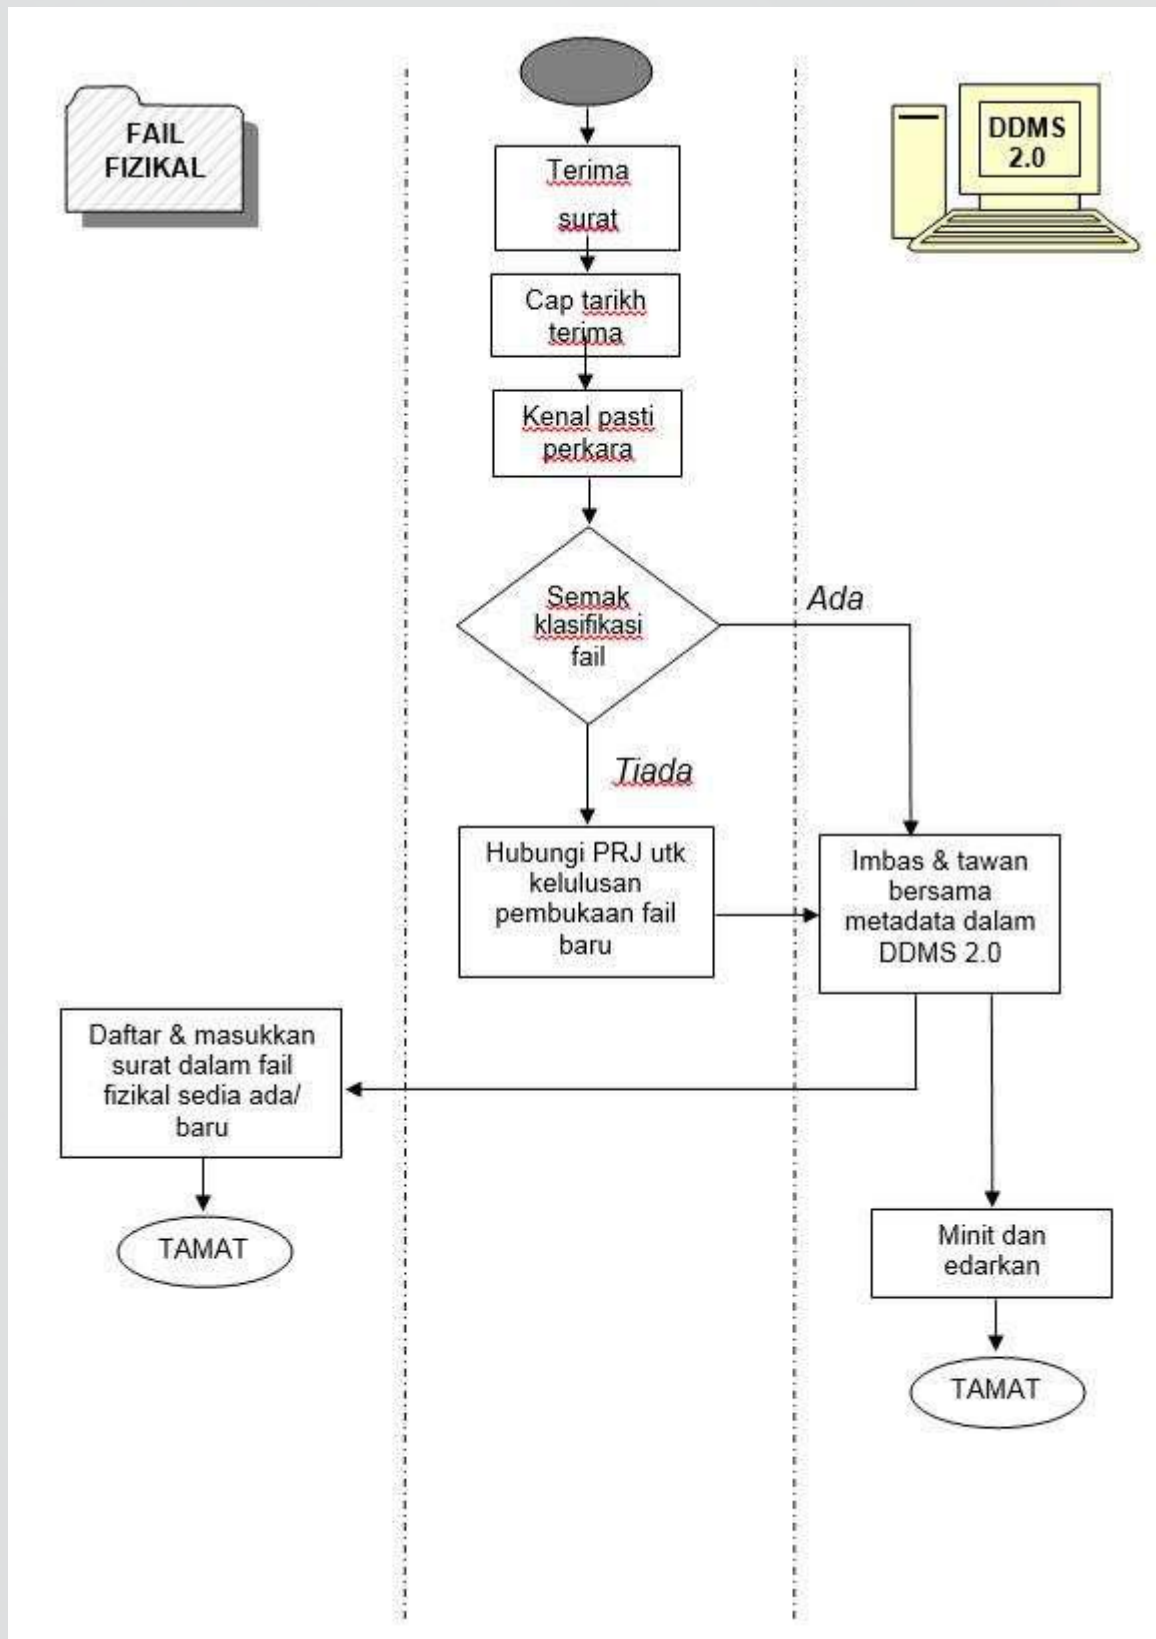 FAIL
FIZIKAL
DDMS
2.0
Terima
surat
Cap tarikh
terima
Kenal pasti
perkara
Semak
klasifikasi
fail
Ada
Tiada
Hubungi PRJ utk
kelulusan
pembukaan fail
baru
Imbas & tawan
bersama
metadata dalam
DDMS 2.0
Daftar & masukkan
surat dalam fail
fizikal sedia ada/
baru
TAMAT
Minit dan
edarkan
TAMAT